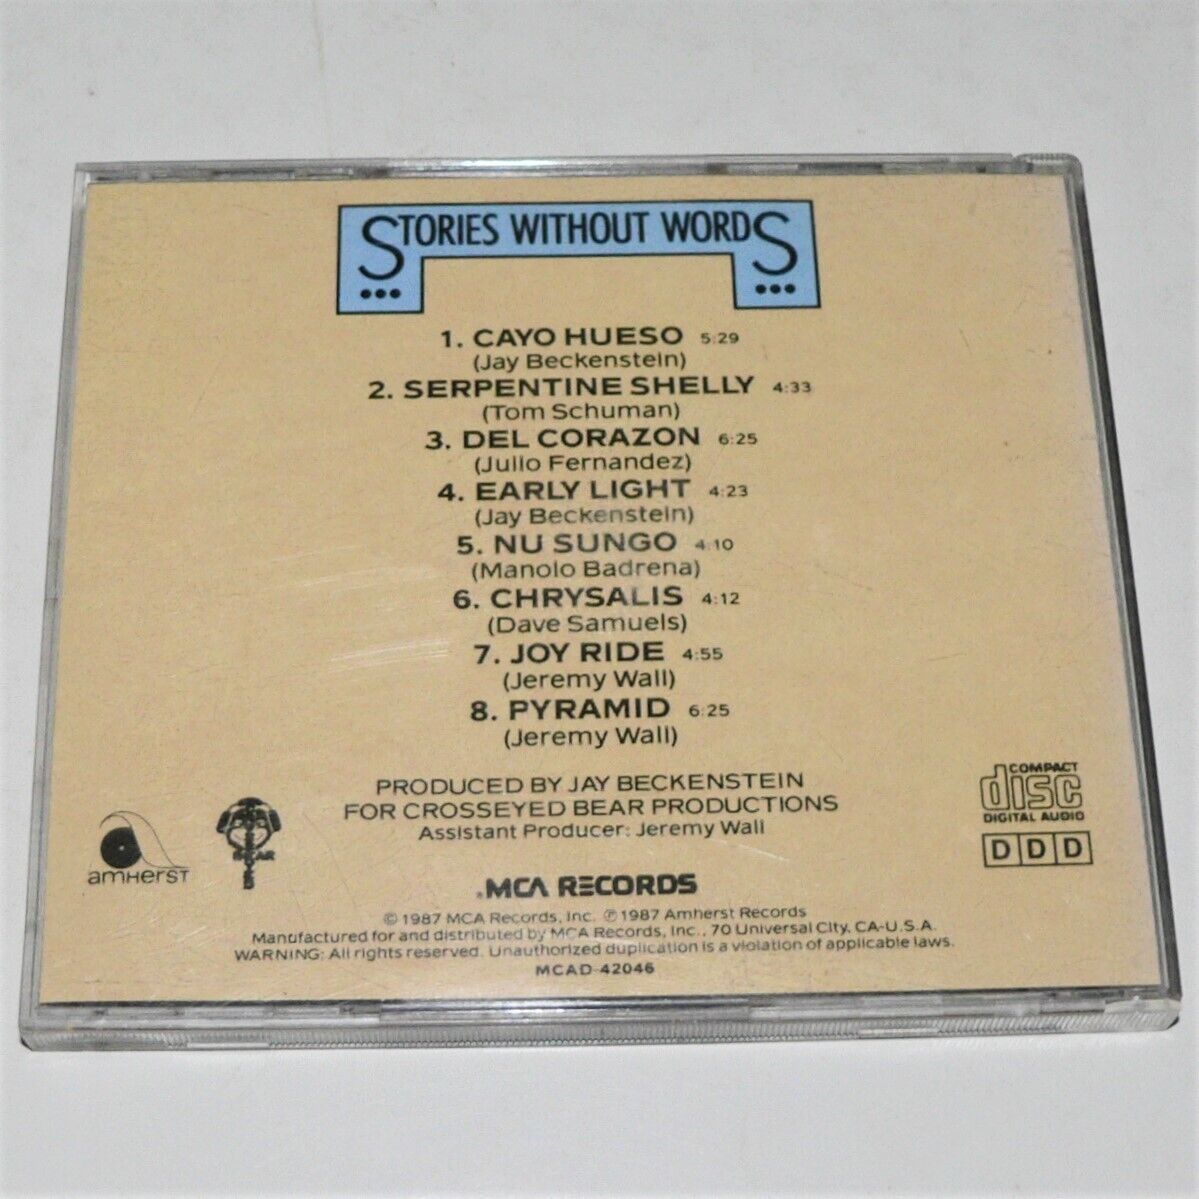 STORIES WITHOUT WORDS
1. CAYO HUESO 5:29
(Jay Beckenstein)
2. SERPENTINE SHELLY 4:33
(Tom Schuman)
3. DEL CORAZON 6:25
(Julio Fernandez)
4. EARLY LIGHT 4:23
(Jay Beckenstein)
5. NU SUNGO 4:10
(Manolo Badrena)
6. CHRYSALIS 4:12
(Dave Samuels)
7. JOY RIDE 4:55
(Jeremy Wall)
8. PYRAMID 6:25
(Jeremy Wall)
PRODUCED BY JAY BECKENSTEIN
FOR CROSSEYED BEAR PRODUCTIONS
Assistant Producer: Jeremy Wall
COMPACT
disc
DIGITAL AUDIO
DDD
amHerST
BEAR
.MCA RECORDS
© 1987 MCA Records, Inc. ℗ 1987 Amherst Records
Manufactured for and distributed by MCA Records, Inc., 70 Universal City, CA-U.S.A.
WARNING: All rights reserved. Unauthorized duplication is a violation of applicable laws.
MCAD-42046